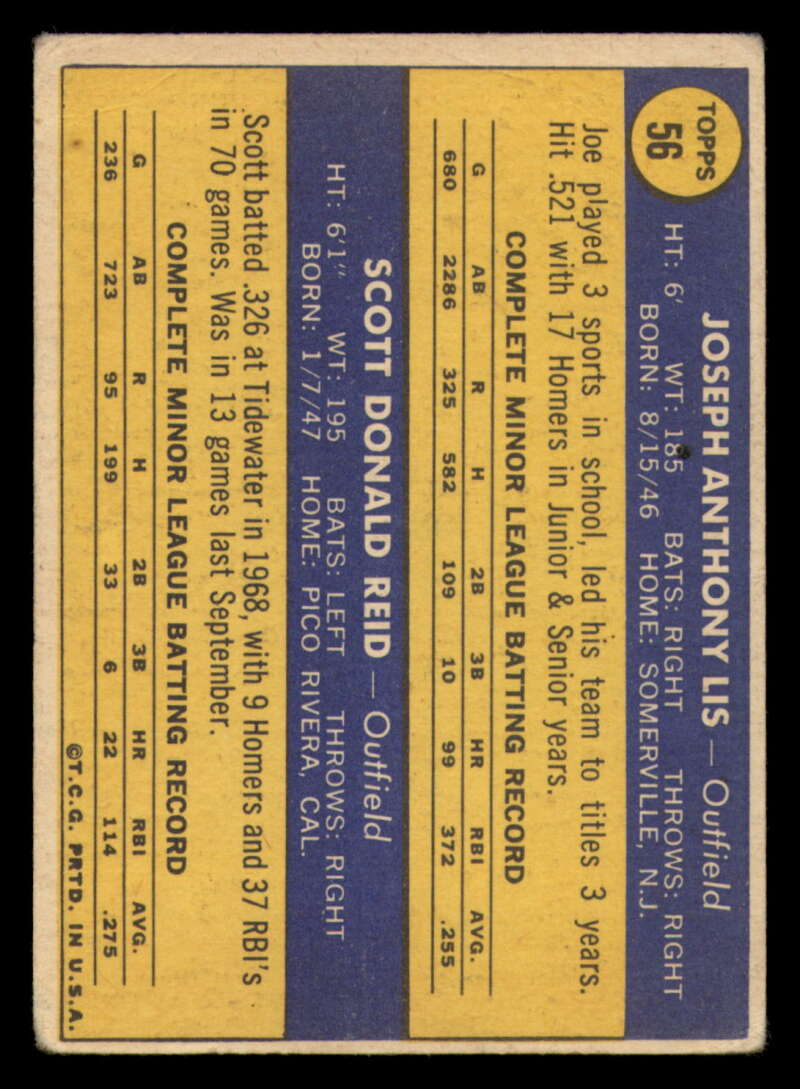 TOPPS
56
JOSEPH ANTHONY LIS — Outfield
HT: 6' WT: 185 BATS: RIGHT THROWS: RIGHT
BORN: 8/15/46 HOME: SOMERVILLE, N.J.
Joe played 3 sports in school, led his team to titles 3 years.
Hit .521 with 17 Homers in Junior & Senior years.
COMPLETE MINOR LEAGUE BATTING RECORD
G AB R H 2B 3B HR RBI AVG.
680 2286 325 582 109 10 99 372 .255
SCOTT DONALD REID — Outfield
HT: 6'1" WT: 195 BATS: LEFT THROWS: RIGHT
BORN: 1/7/47 HOME: PICO RIVERA, CAL.
Scott batted .326 at Tidewater in 1968, with 9 Homers and 37 RBI's
in 70 games. Was in 13 games last September.
COMPLETE MINOR LEAGUE BATTING RECORD
G AB R H 2B 3B HR RBI AVG.
236 723 95 199 33 6 22 114 .275
©T.C.G. PRTD. IN U.S.A.